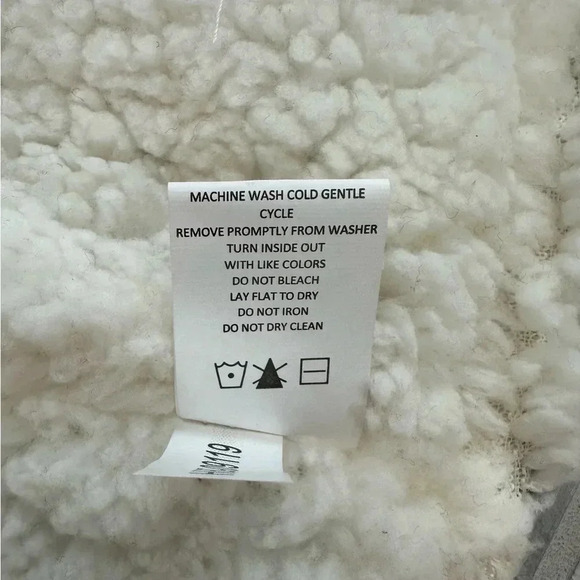 MACHINE WASH COLD GENTLE
CYCLE
REMOVE PROMPTLY FROM WASHER
TURN INSIDE OUT
WITH LIKE COLORS
DO NOT BLEACH
LAY FLAT TO DRY
DO NOT IRON
DO NOT DRY CLEAN